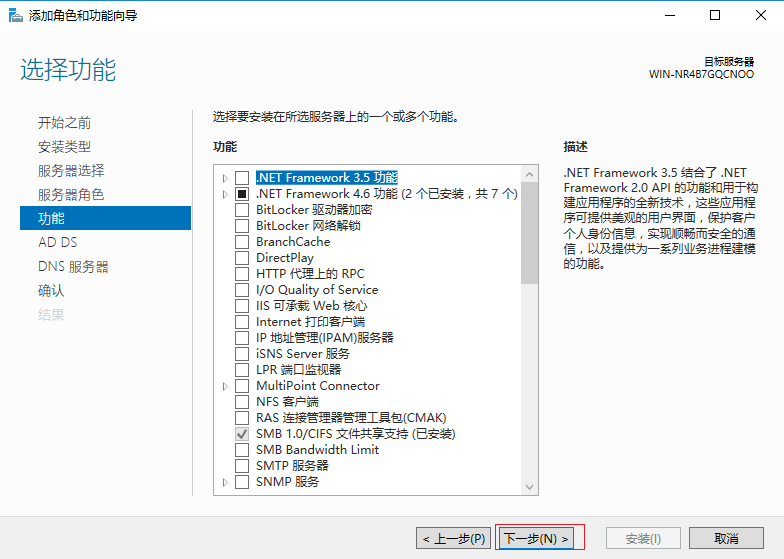 添加角色和功能向导
选择功能
目标服务器
WIN-NR4B7GQCNOO
开始之前
安装类型
服务器选择
服务器角色
功能
AD DS
DNS 服务器
确认
结果
选择要安装在所选服务器上的一个或多个功能。
功能
.NET Framework 3.5 功能
.NET Framework 4.6 功能 (2 个已安装，共 7 个)
BitLocker 驱动器加密
BitLocker 网络解锁
BranchCache
DirectPlay
HTTP 代理上的 RPC
I/O Quality of Service
IIS 可承载 Web 核心
Internet 打印客户端
IP 地址管理(IPAM)服务器
iSNS Server 服务
LPR 端口监视器
MultiPoint Connector
NFS 客户端
RAS 连接管理器管理工具包(CMAK)
SMB 1.0/CIFS 文件共享支持 (已安装)
SMB Bandwidth Limit
SMTP 服务器
SNMP 服务
描述
.NET Framework 3.5 结合了 .NET
Framework 2.0 API 的功能和用于构
建应用程序的全新技术，这些应用程
序可提供美观的用户界面，保护客户
个人身份信息，实现顺畅而安全的通
信，以及提供为一系列业务进程建模
的功能。
< 上一步(P)
下一步(N) >
安装(I)
取消